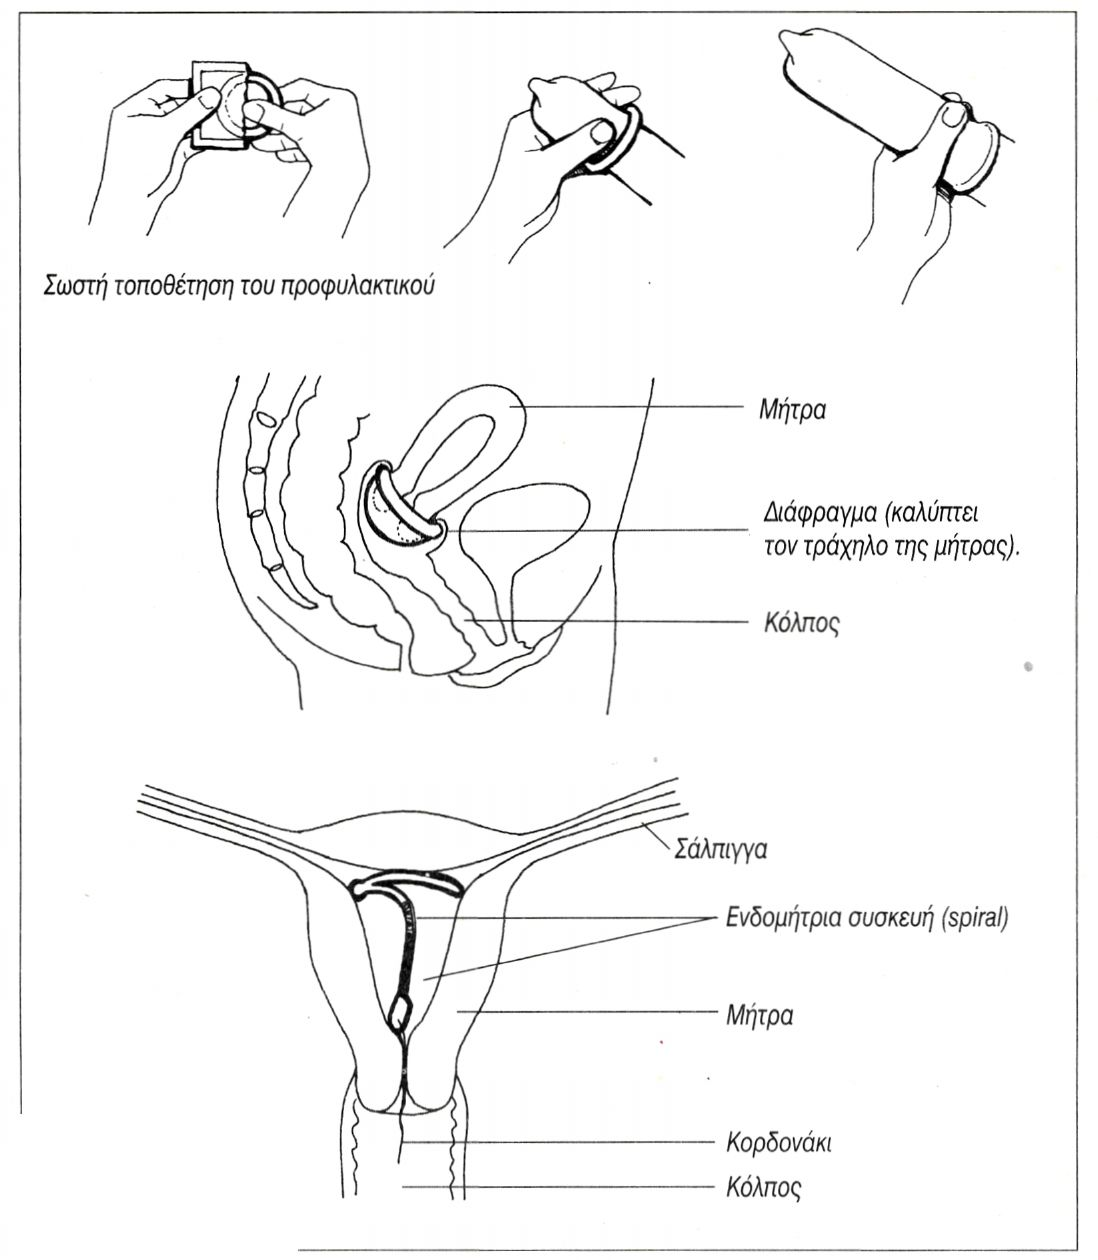 Σωστή τοποθέτηση του προφυλακτικού
Μήτρα
Διάφραγμα (καλύπτει
τον τράχηλο της μήτρας).
Κόλπος
Σάλπιγγα
Ενδομήτρια συσκευή (spiral)
Μήτρα
Κορδονάκι
Κόλπος